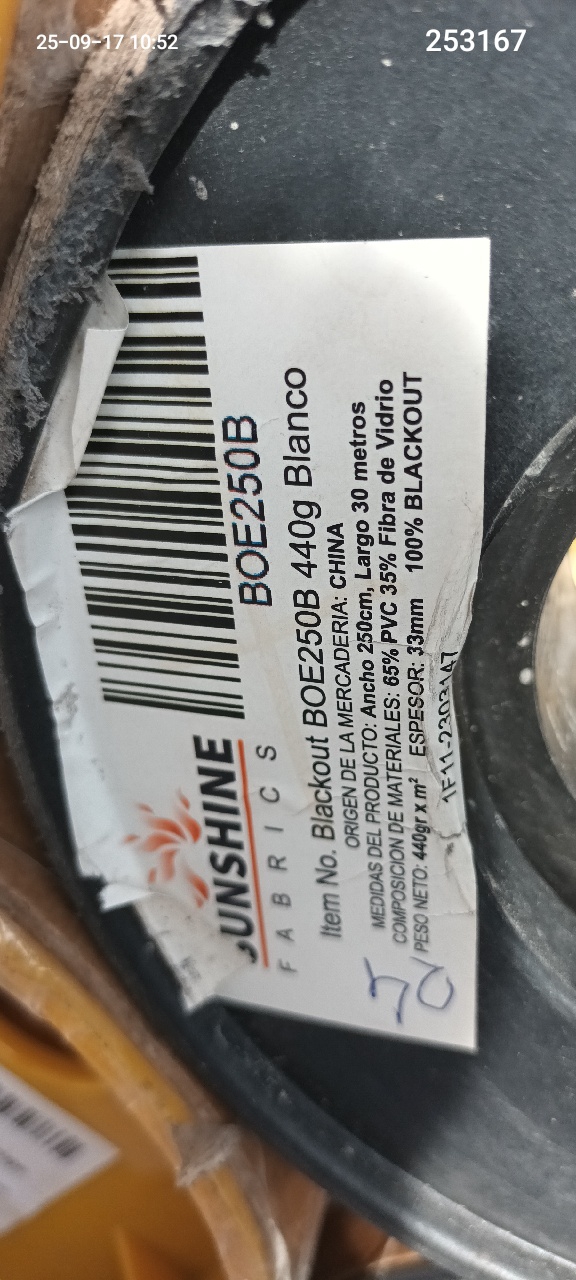 25-09-17 10:52
253167
BOE250B
SUNSHINE
FABRICS
Item No. Blackout BOE250B 440g Blanco
ORIGEN DE LA MERCADERIA: CHINA
MEDIDAS DEL PRODUCTO: Ancho 250cm, Largo 30 metros
COMPOSICION DE MATERIALES: 65% PVC 35% Fibra de Vidrio
PESO NETO: 440gr x m² ESPESOR: 33mm 100% BLACKOUT